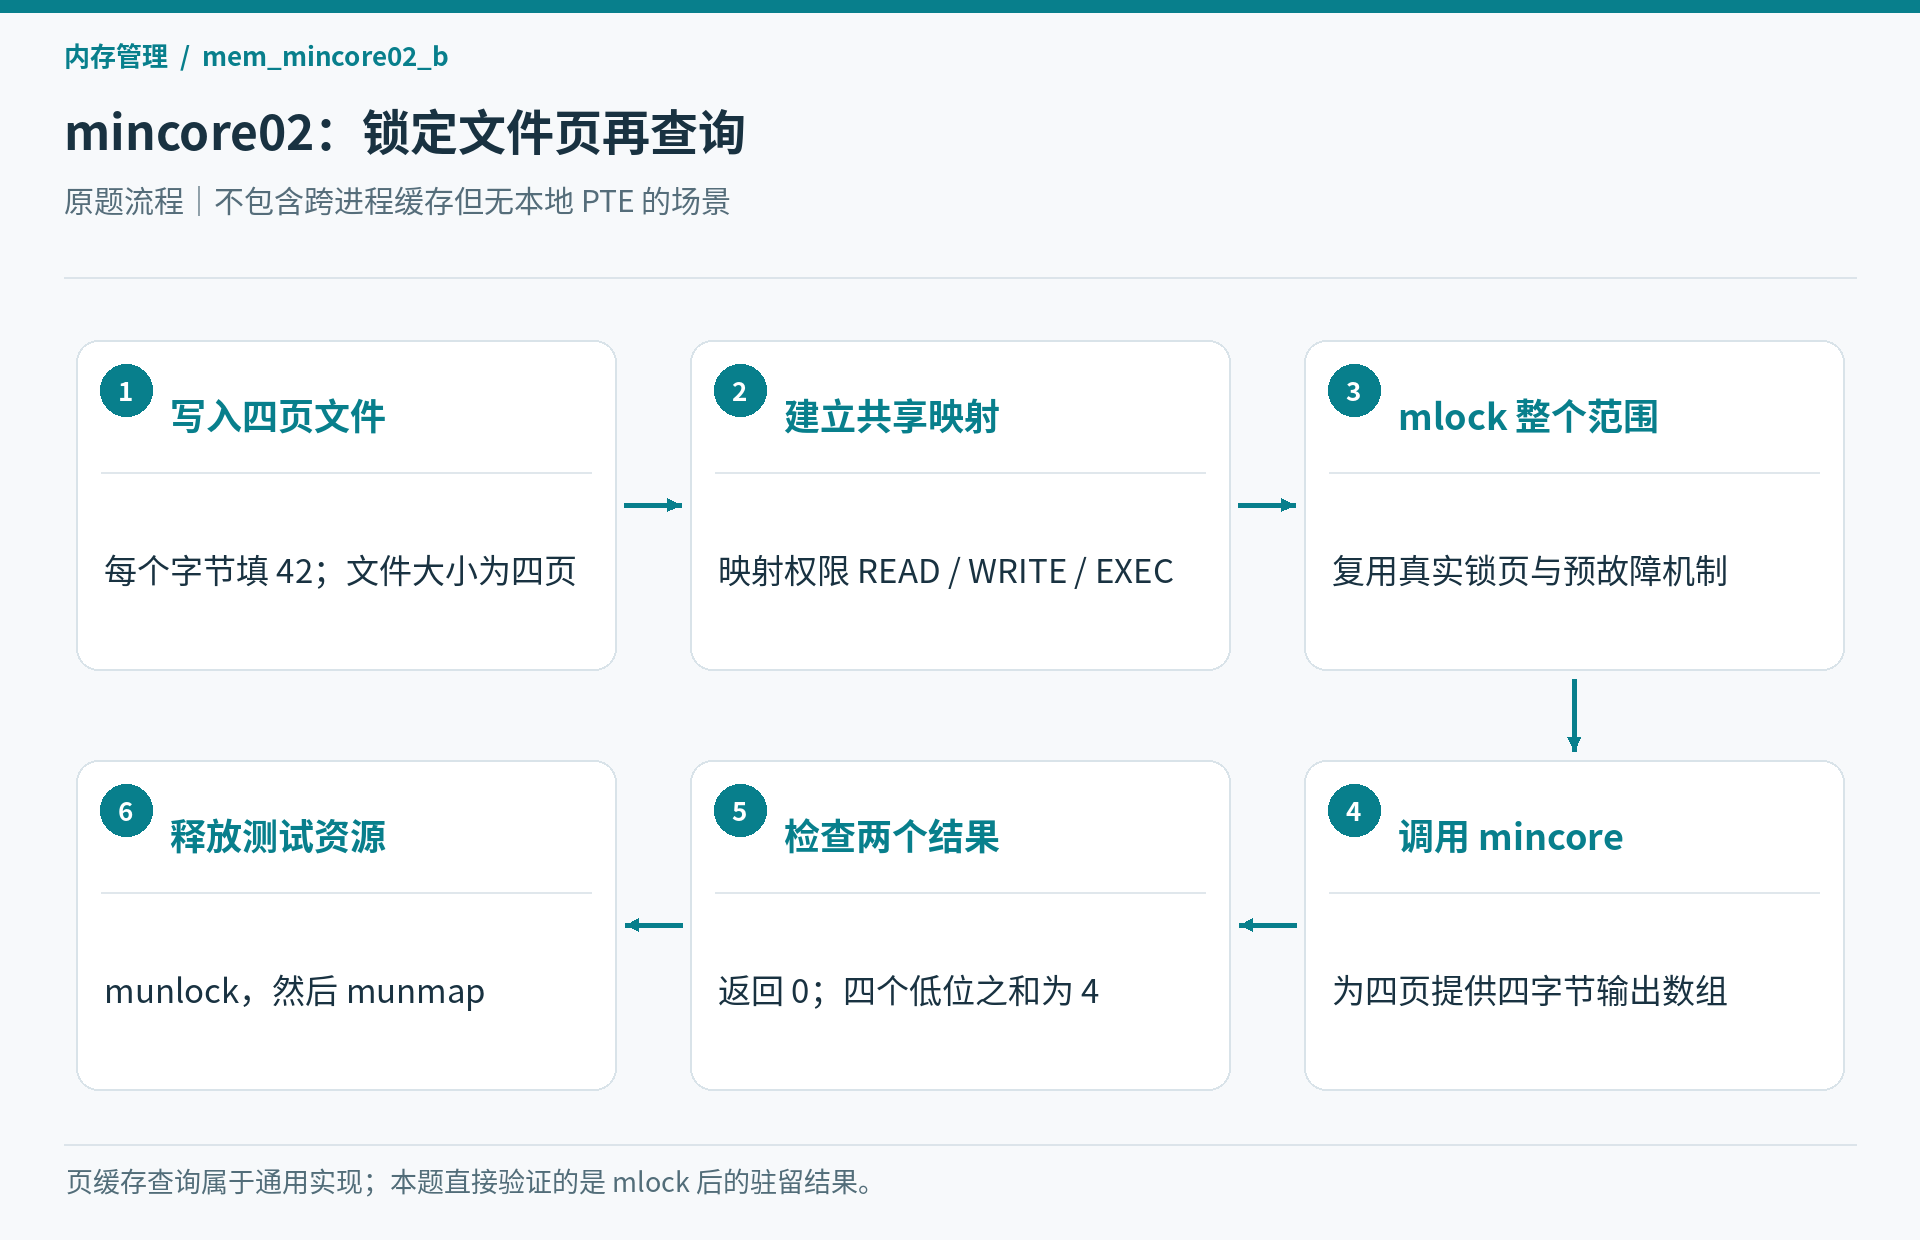 内存管理 / mem_mincore02_b
mincore02：锁定文件页再查询
原题流程｜不包含跨进程缓存但无本地 PTE 的场景
1
写入四页文件
每个字节填 42；文件大小为四页
2
建立共享映射
映射权限 READ / WRITE / EXEC
3
mlock 整个范围
复用真实锁页与预故障机制
4
调用 mincore
为四页提供四字节输出数组
5
检查两个结果
返回 0；四个低位之和为 4
6
释放测试资源
munlock，然后 munmap
页缓存查询属于通用实现；本题直接验证的是 mlock 后的驻留结果。